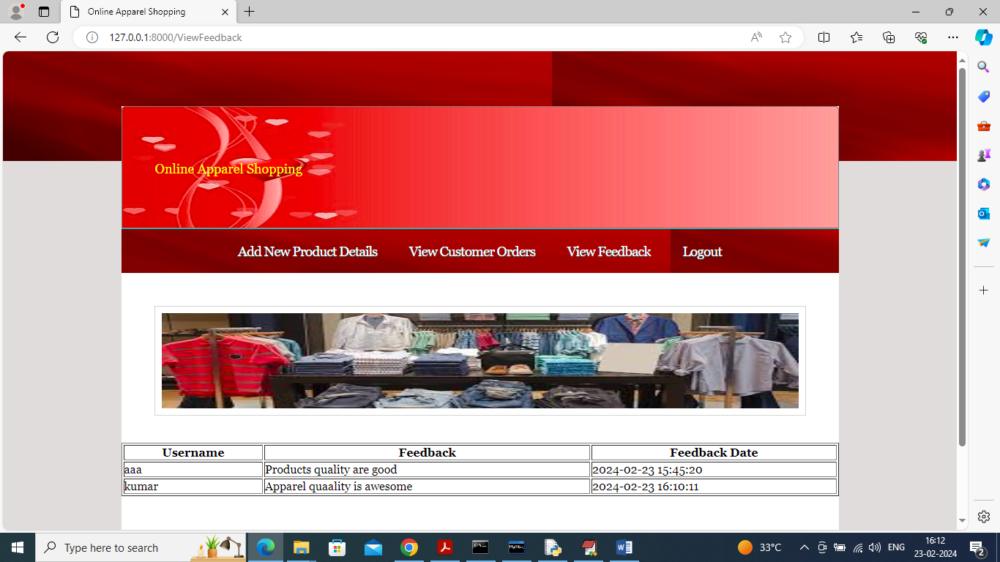 Online Apparel Shopping
127.0.0.1:8000/ViewFeedback
Online Apparel Shopping
Add New Product Details View Customer Orders View Feedback Logout
Username Feedback Feedback Date
aaa Products quality are good 2024-02-23 15:45:20
kumar Apparel quaality is awesome 2024-02-23 16:10:11
Type here to search
33°C
ENG
16:12
23-02-2024
2